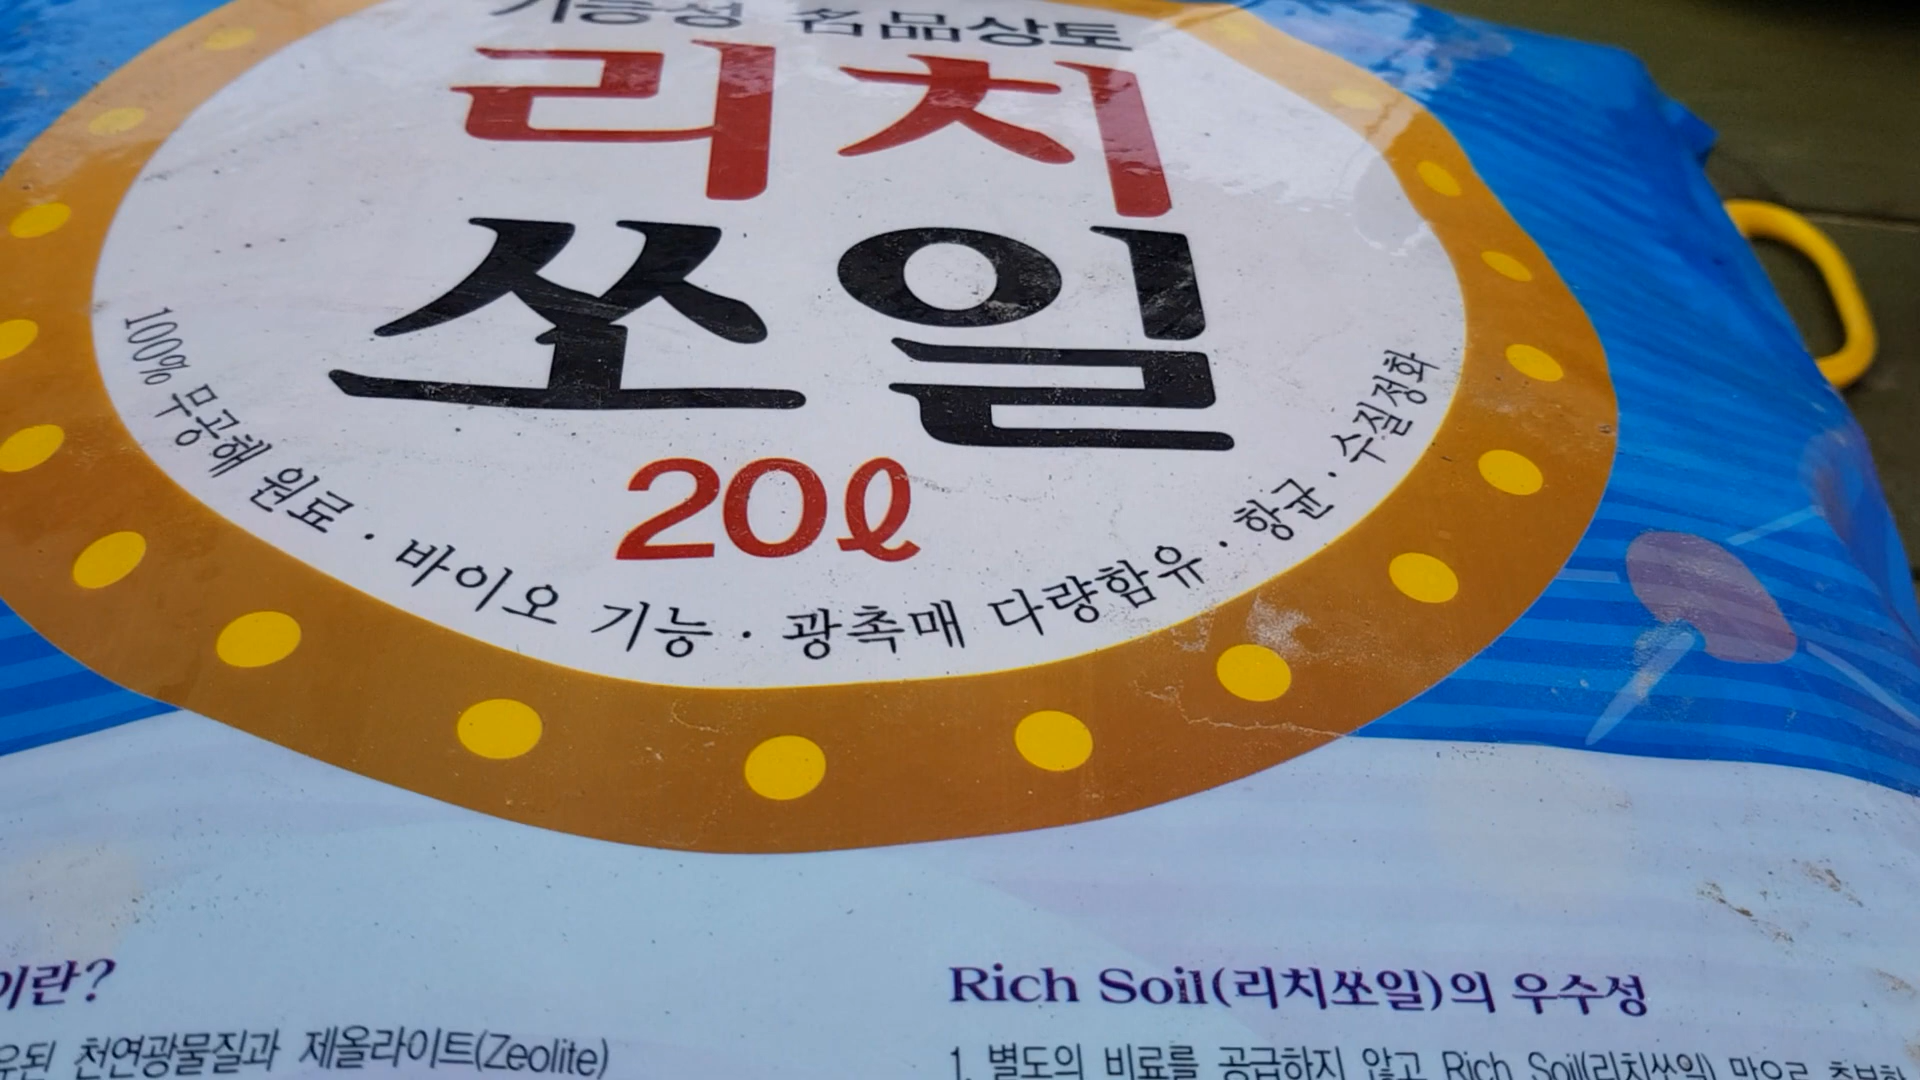 기능성 名品상토
리치
쏘일
20ℓ
100% 무공해 원료 · 바이오 기능 · 광촉매 다량함유 · 항균 · 수질정화
이란?
천연광물질과 제올라이트(Zeolite)
Rich Soil(리치쏘일)의 우수성
1. 별도의 비료를 공급하지 않고 Rich Soil(리치쏘일) 만으로